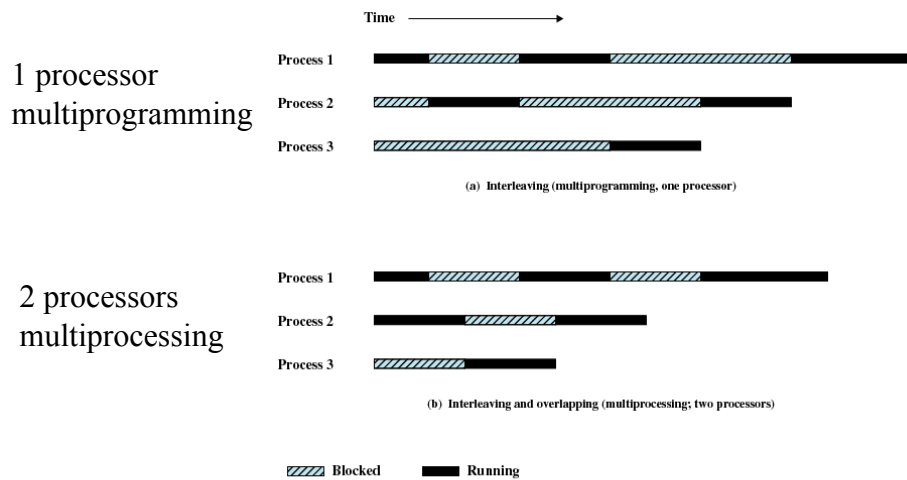 Time
1 processor
multiprogramming
Process 1
Process 2
Process 3
(a) Interleaving (multiprogramming, one processor)
2 processors
multiprocessing
Process 1
Process 2
Process 3
(b) Interleaving and overlapping (multiprocessing; two processors)
Blocked
Running